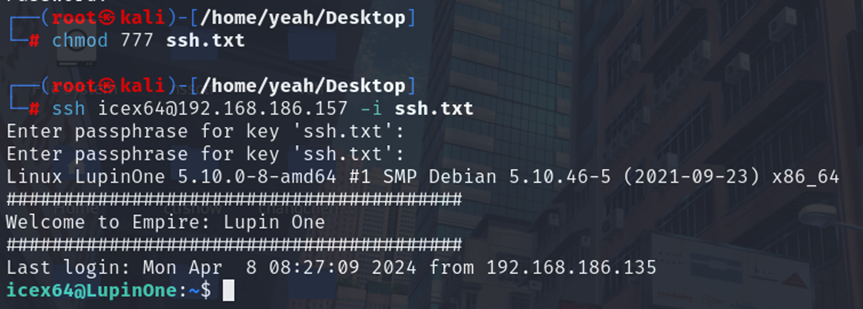 ┌──(root㉿kali)-[/home/yeah/Desktop]
└─# chmod 777 ssh.txt
┌──(root㉿kali)-[/home/yeah/Desktop]
└─# ssh icex64@192.168.186.157 -i ssh.txt
Enter passphrase for key 'ssh.txt':
Enter passphrase for key 'ssh.txt':
Linux LupinOne 5.10.0-8-amd64 #1 SMP Debian 5.10.46-5 (2021-09-23) x86_64
########################################
Welcome to Empire: Lupin One
########################################
Last login: Mon Apr  8 08:27:09 2024 from 192.168.186.135
icex64@LupinOne:~$